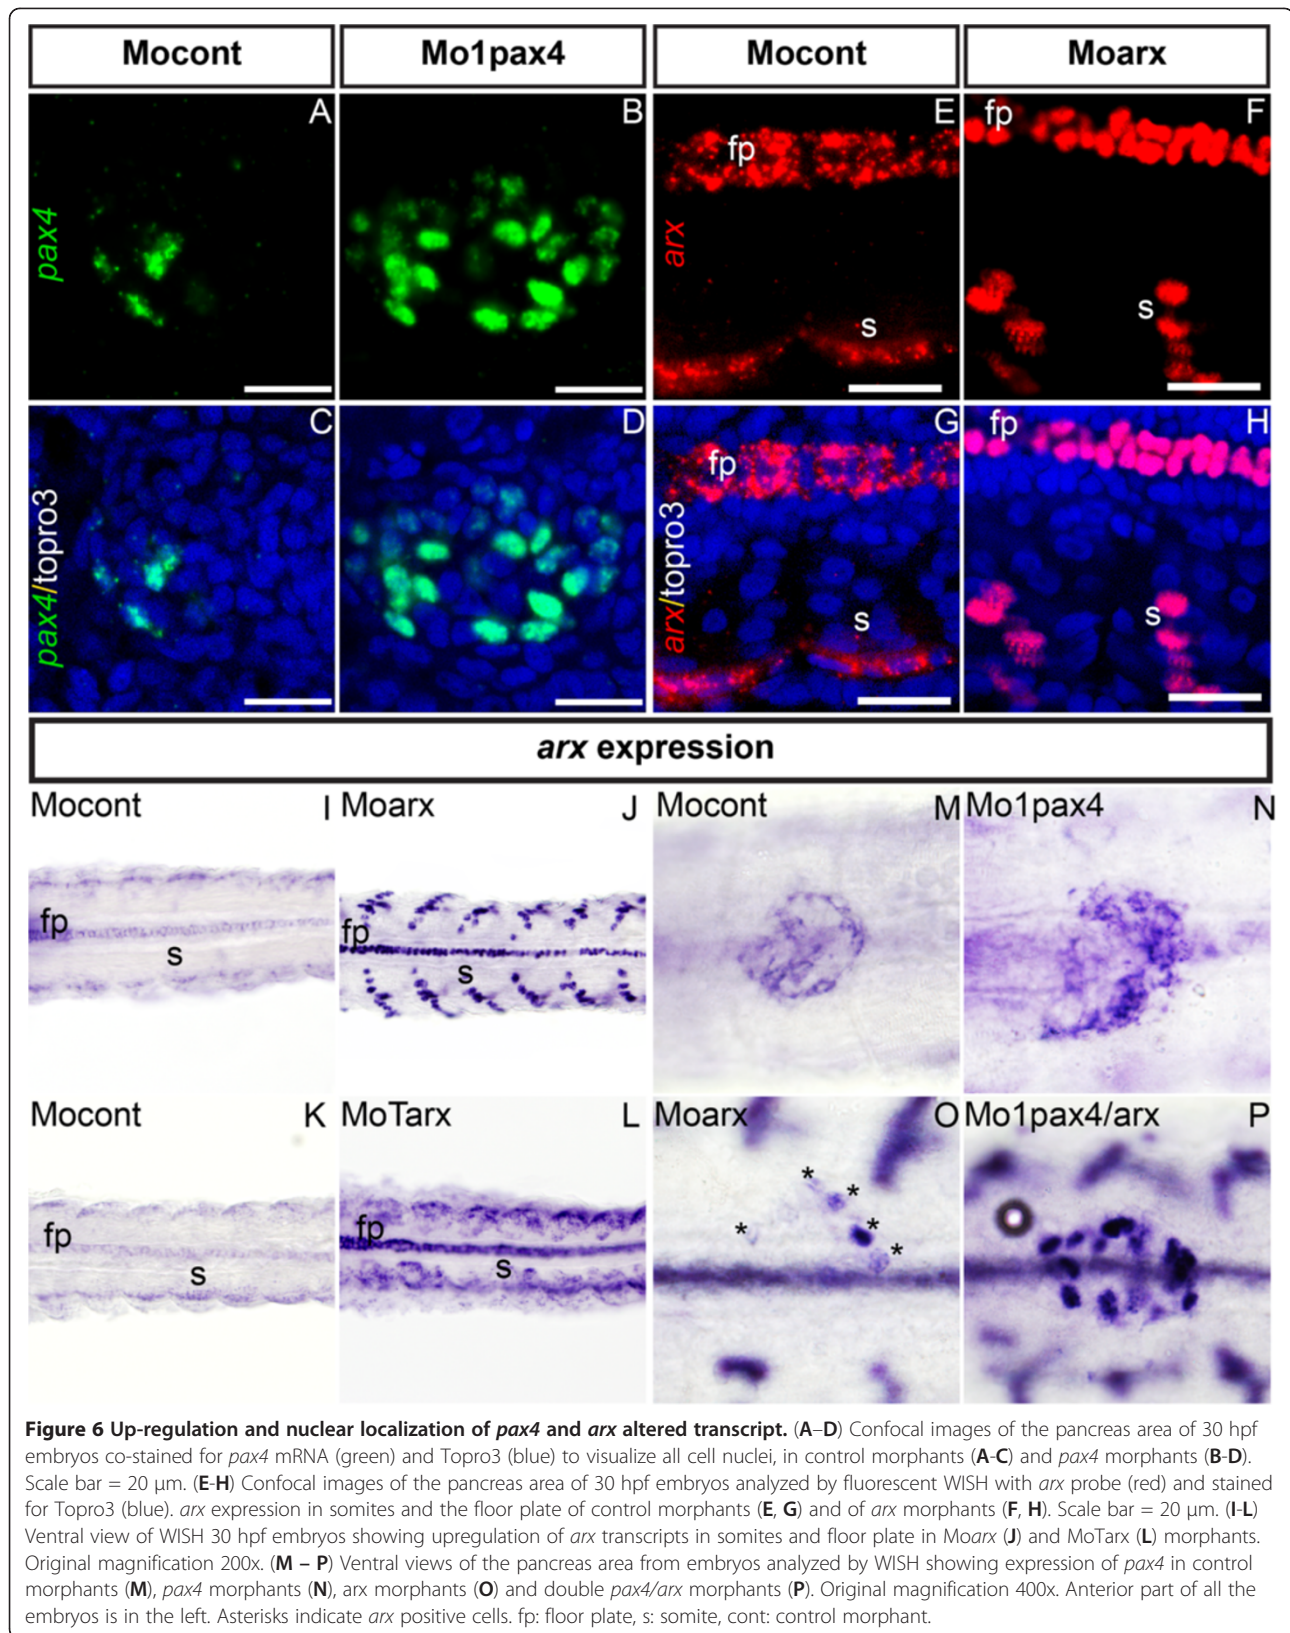 Mocont Mo1pax4 Mocont Moarx
A B E F
fp fp
pax4 arx
s s
C D G H
fp fp
pax4/topro3 arx/topro3
s s
arx expression
Mocont I Moarx J Mocont M Mo1pax4 N
fp fp
s s
Mocont K MoTarx L Moarx O Mo1pax4/arx P
* * * * *
fp fp
s s
Figure 6 Up-regulation and nuclear localization of pax4 and arx altered transcript. (A–D) Confocal images of the pancreas area of 30 hpf
embryos co-stained for pax4 mRNA (green) and Topro3 (blue) to visualize all cell nuclei, in control morphants (A-C) and pax4 morphants (B-D).
Scale bar = 20 μm. (E-H) Confocal images of the pancreas area of 30 hpf embryos analyzed by fluorescent WISH with arx probe (red) and stained
for Topro3 (blue). arx expression in somites and the floor plate of control morphants (E, G) and of arx morphants (F, H). Scale bar = 20 μm. (I-L)
Ventral view of WISH 30 hpf embryos showing upregulation of arx transcripts in somites and floor plate in Moarx (J) and MoTarx (L) morphants.
Original magnification 200x. (M – P) Ventral views of the pancreas area from embryos analyzed by WISH showing expression of pax4 in control
morphants (M), pax4 morphants (N), arx morphants (O) and double pax4/arx morphants (P). Original magnification 400x. Anterior part of all the
embryos is in the left. Asterisks indicate arx positive cells. fp: floor plate, s: somite, cont: control morphant.